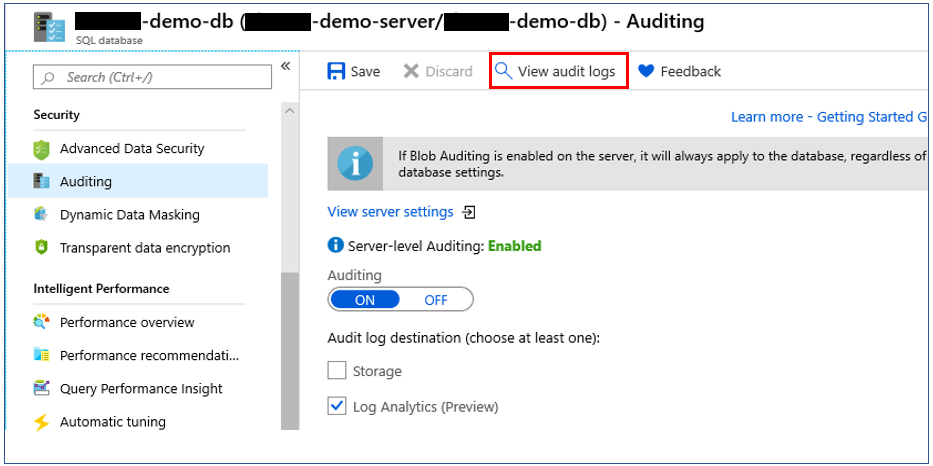 -demo-db (-demo-server/-demo-db) - Auditing
SQL database
Search (Ctrl+/)
«
Save
Discard
View audit logs
Feedback
Security
Advanced Data Security
Auditing
Dynamic Data Masking
Transparent data encryption
Intelligent Performance
Performance overview
Performance recommendati...
Query Performance Insight
Automatic tuning
Learn more - Getting Started G
If Blob Auditing is enabled on the server, it will always apply to the database, regardless of
database settings.
View server settings
Server-level Auditing: Enabled
Auditing
ON OFF
Audit log destination (choose at least one):
Storage
Log Analytics (Preview)